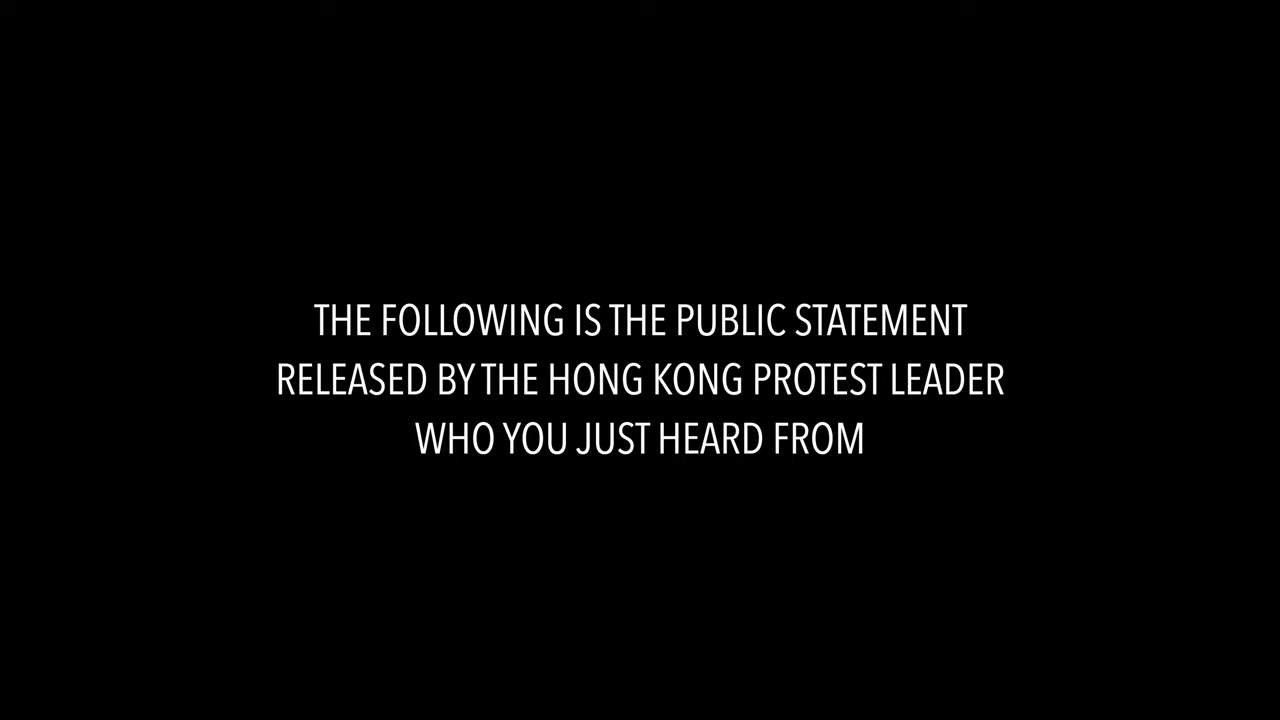 THE FOLLOWING IS THE PUBLIC STATEMENT
RELEASED BY THE HONG KONG PROTEST LEADER
WHO YOU JUST HEARD FROM